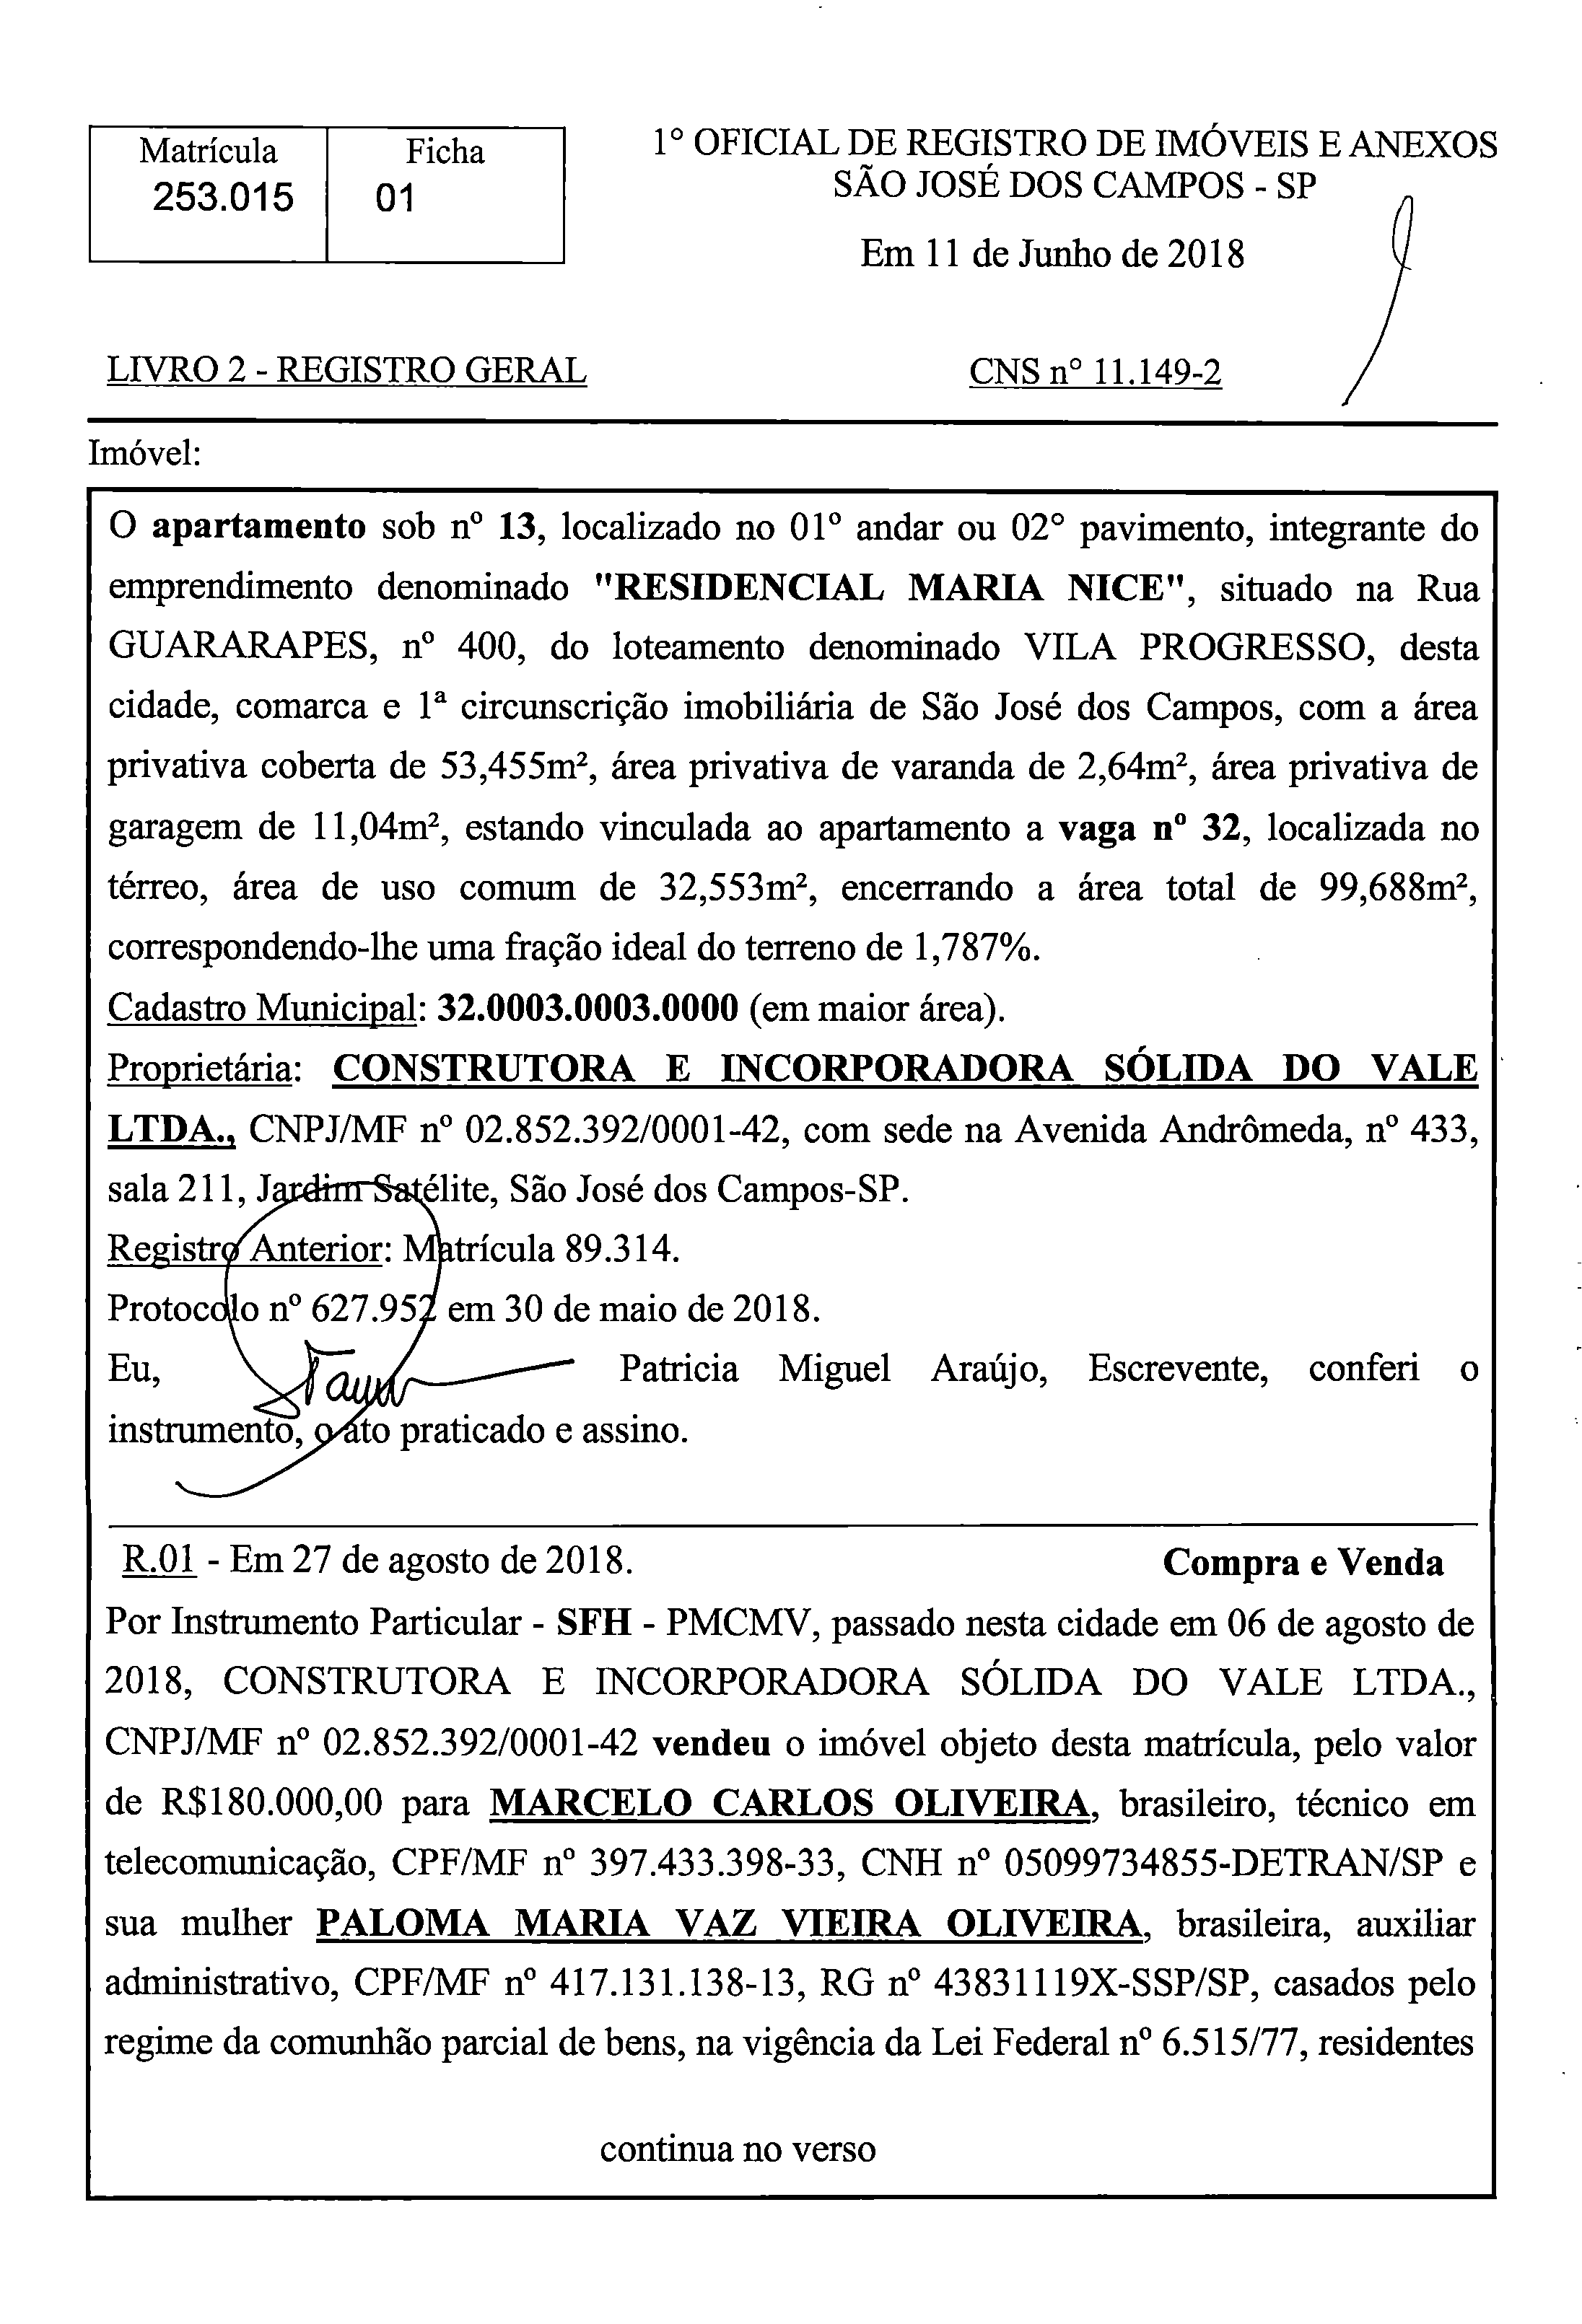 Matrícula
253.015
Ficha
01
1° OFICIAL DE REGISTRO DE IMÓVEIS E ANEXOS
SÃO JOSÉ DOS CAMPOS - SP
Em 11 de Junho de 2018
LIVRO 2 - REGISTRO GERAL
CNS n° 11.149-2
Imóvel:
O apartamento sob nº 13, localizado no 01º andar ou 02° pavimento, integrante do
emprendimento denominado "RESIDENCIAL MARIA NICE", situado na Rua
GUARARAPES, nº 400, do loteamento denominado VILA PROGRESSO, desta
cidade, comarca e 1ª circunscrição imobiliária de São José dos Campos, com a área
privativa coberta de 53,455m², área privativa de varanda de 2,64m², área privativa de
garagem de 11,04m², estando vinculada ao apartamento a vaga nº 32, localizada no
térreo, área de uso comum de 32,553m², encerrando a área total de 99,688m²,
correspondendo-lhe uma fração ideal do terreno de 1,787%.
Cadastro Municipal: 32.0003.0003.0000 (em maior área).
Proprietária: CONSTRUTORA E INCORPORADORA SÓLIDA DO VALE
LTDA., CNPJ/MF nº 02.852.392/0001-42, com sede na Avenida Andrômeda, nº 433,
sala 211, Jardim Satélite, São José dos Campos-SP.
Registro Anterior: Matrícula 89.314.
Protocolo nº 627.952 em 30 de maio de 2018.
Eu, Patricia Miguel Araújo, Escrevente, conferi o
instrumento, o ato praticado e assino.
R.01 - Em 27 de agosto de 2018. Compra e Venda
Por Instrumento Particular - SFH - PMCMV, passado nesta cidade em 06 de agosto de
2018, CONSTRUTORA E INCORPORADORA SÓLIDA DO VALE LTDA.,
CNPJ/MF nº 02.852.392/0001-42 vendeu o imóvel objeto desta matrícula, pelo valor
de R$180.000,00 para MARCELO CARLOS OLIVEIRA, brasileiro, técnico em
telecomunicação, CPF/MF nº 397.433.398-33, CNH nº 05099734855-DETRAN/SP e
sua mulher PALOMA MARIA VAZ VIEIRA OLIVEIRA, brasileira, auxiliar
administrativo, CPF/MF nº 417.131.138-13, RG nº 43831119X-SSP/SP, casados pelo
regime da comunhão parcial de bens, na vigência da Lei Federal nº 6.515/77, residentes
continua no verso